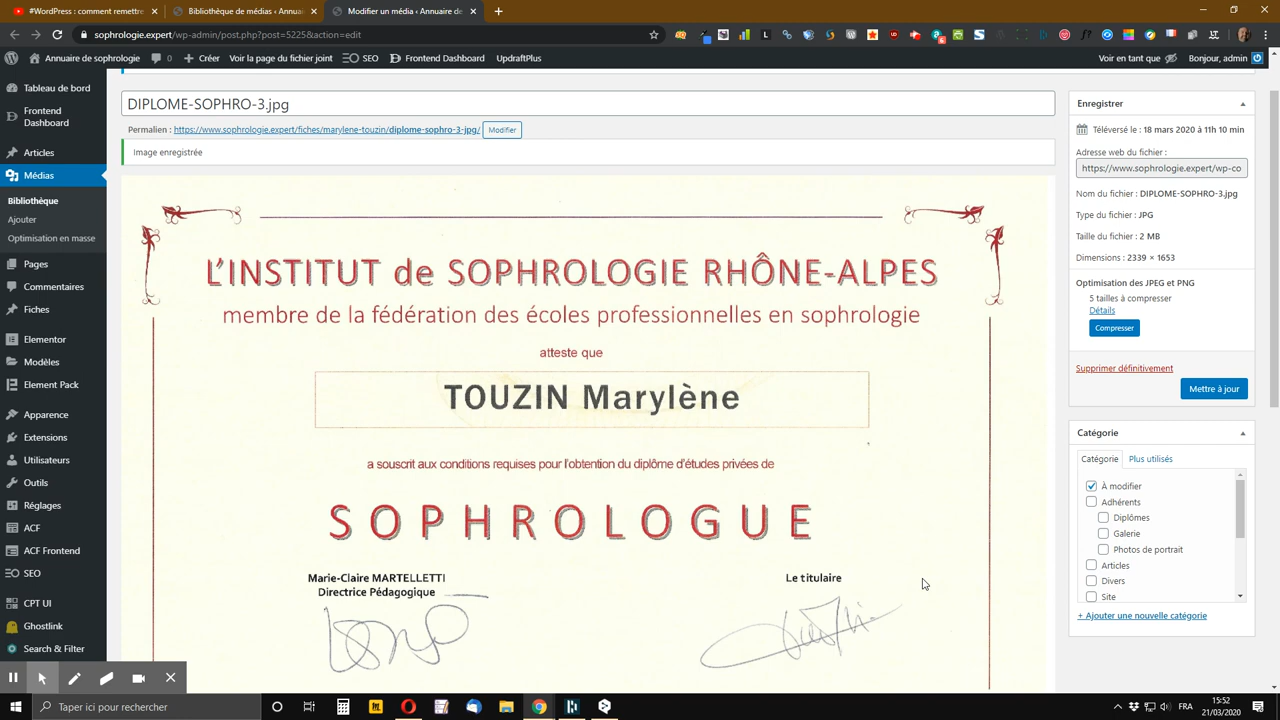 #WordPress : comment remettre
Bibliothèque de médias ‹ Annuai
Modifier un média ‹ Annuaire de
sophrologie.expert/wp-admin/post.php?post=5225&action=edit
Annuaire de sophrologie
0
Créer
Voir la page du fichier joint
SEO
Frontend Dashboard
UpdraftPlus
Voir en tant que
Bonjour, admin
Tableau de bord
Frontend
Dashboard
Articles
Médias
Bibliothèque
Ajouter
Optimisation en masse
Pages
Commentaires
Fiches
Elementor
Modèles
Element Pack
Apparence
Extensions
Utilisateurs
Outils
Réglages
ACF
ACF Frontend
SEO
CPT UI
Ghostlink
Search & Filter
DIPLOME-SOPHRO-3.jpg
Permalien : https://www.sophrologie.expert/fiches/marylene-touzin/diplome-sophro-3-jpg/ Modifier
Image enregistrée
L'INSTITUT de SOPHROLOGIE RHÔNE-ALPES
membre de la fédération des écoles professionnelles en sophrologie
atteste que
TOUZIN Marylène
a souscrit aux conditions requises pour l'obtention du diplôme d'études privées de
SOPHROLOGUE
Marie-Claire MARTELLETTI
Directrice Pédagogique
Le titulaire
Enregistrer
Téléversé le : 18 mars 2020 à 11h 10 min
Adresse web du fichier :
https://www.sophrologie.expert/wp-co
Nom du fichier : DIPLOME-SOPHRO-3.jpg
Type du fichier : JPG
Taille du fichier : 2 MB
Dimensions : 2339 × 1653
Optimisation des JPEG et PNG
5 tailles à compresser
Détails
Compresser
Supprimer définitivement
Mettre à jour
Catégorie
Catégorie
Plus utilisés
À modifier
Adhérents
Diplômes
Galerie
Photos de portrait
Articles
Divers
Site
+ Ajouter une nouvelle catégorie
Taper ici pour rechercher
FRA
15:52
21/03/2020